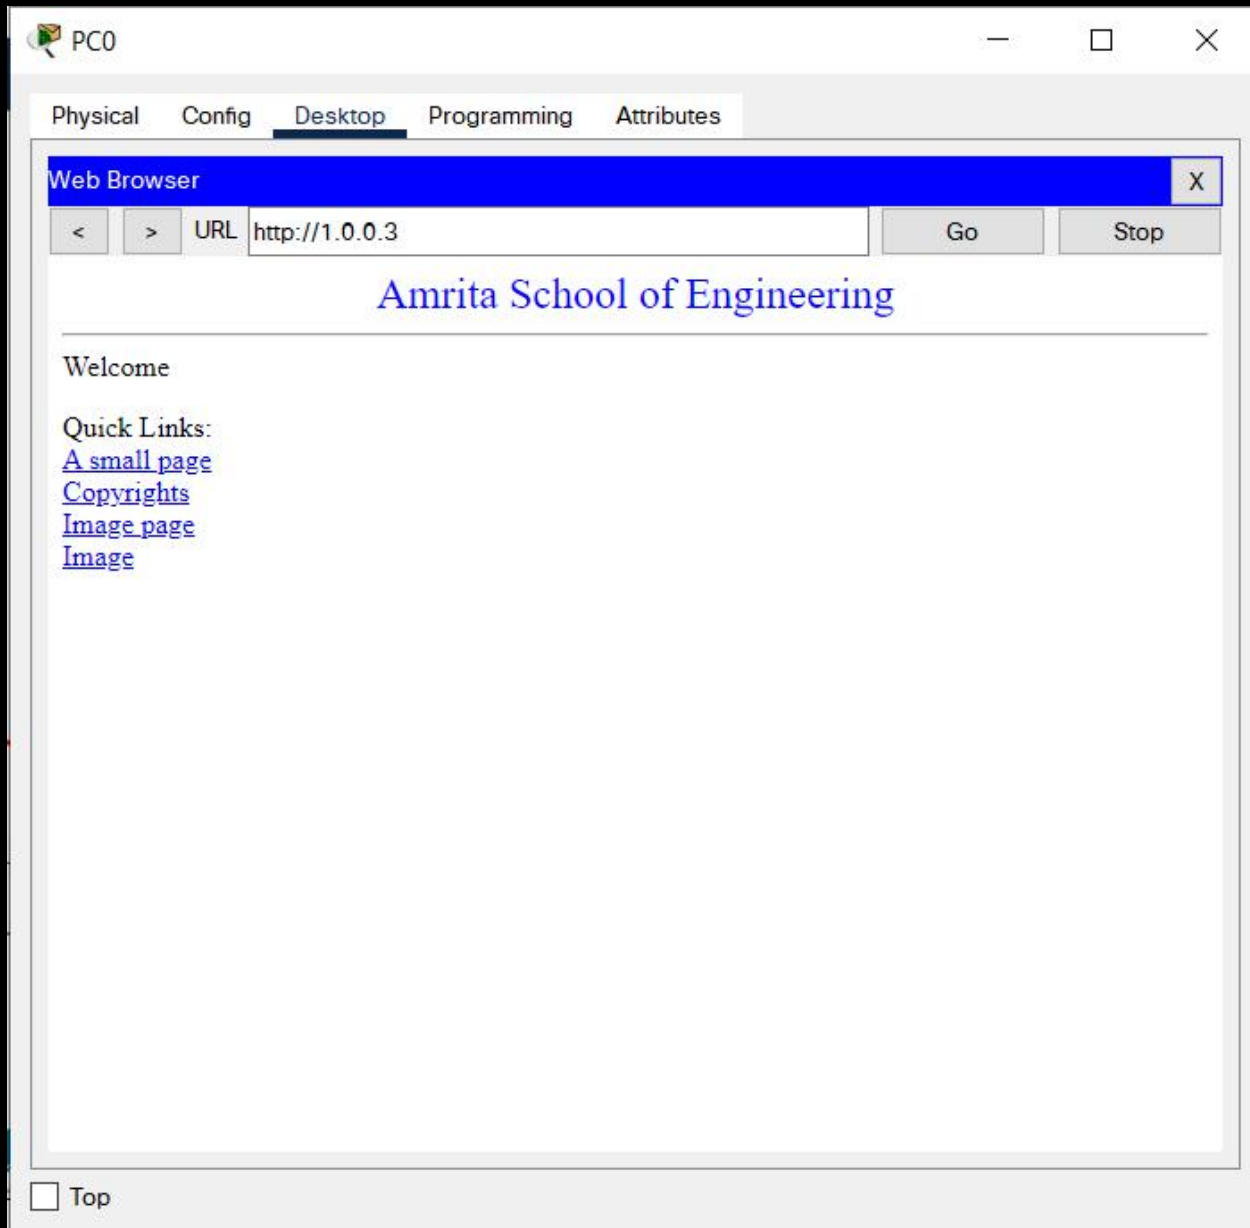 PC0
Physical Config Desktop Programming Attributes
Web Browser X
< > URL http://1.0.0.3 Go Stop
Amrita School of Engineering
Welcome
Quick Links:
A small page
Copyrights
Image page
Image
Top